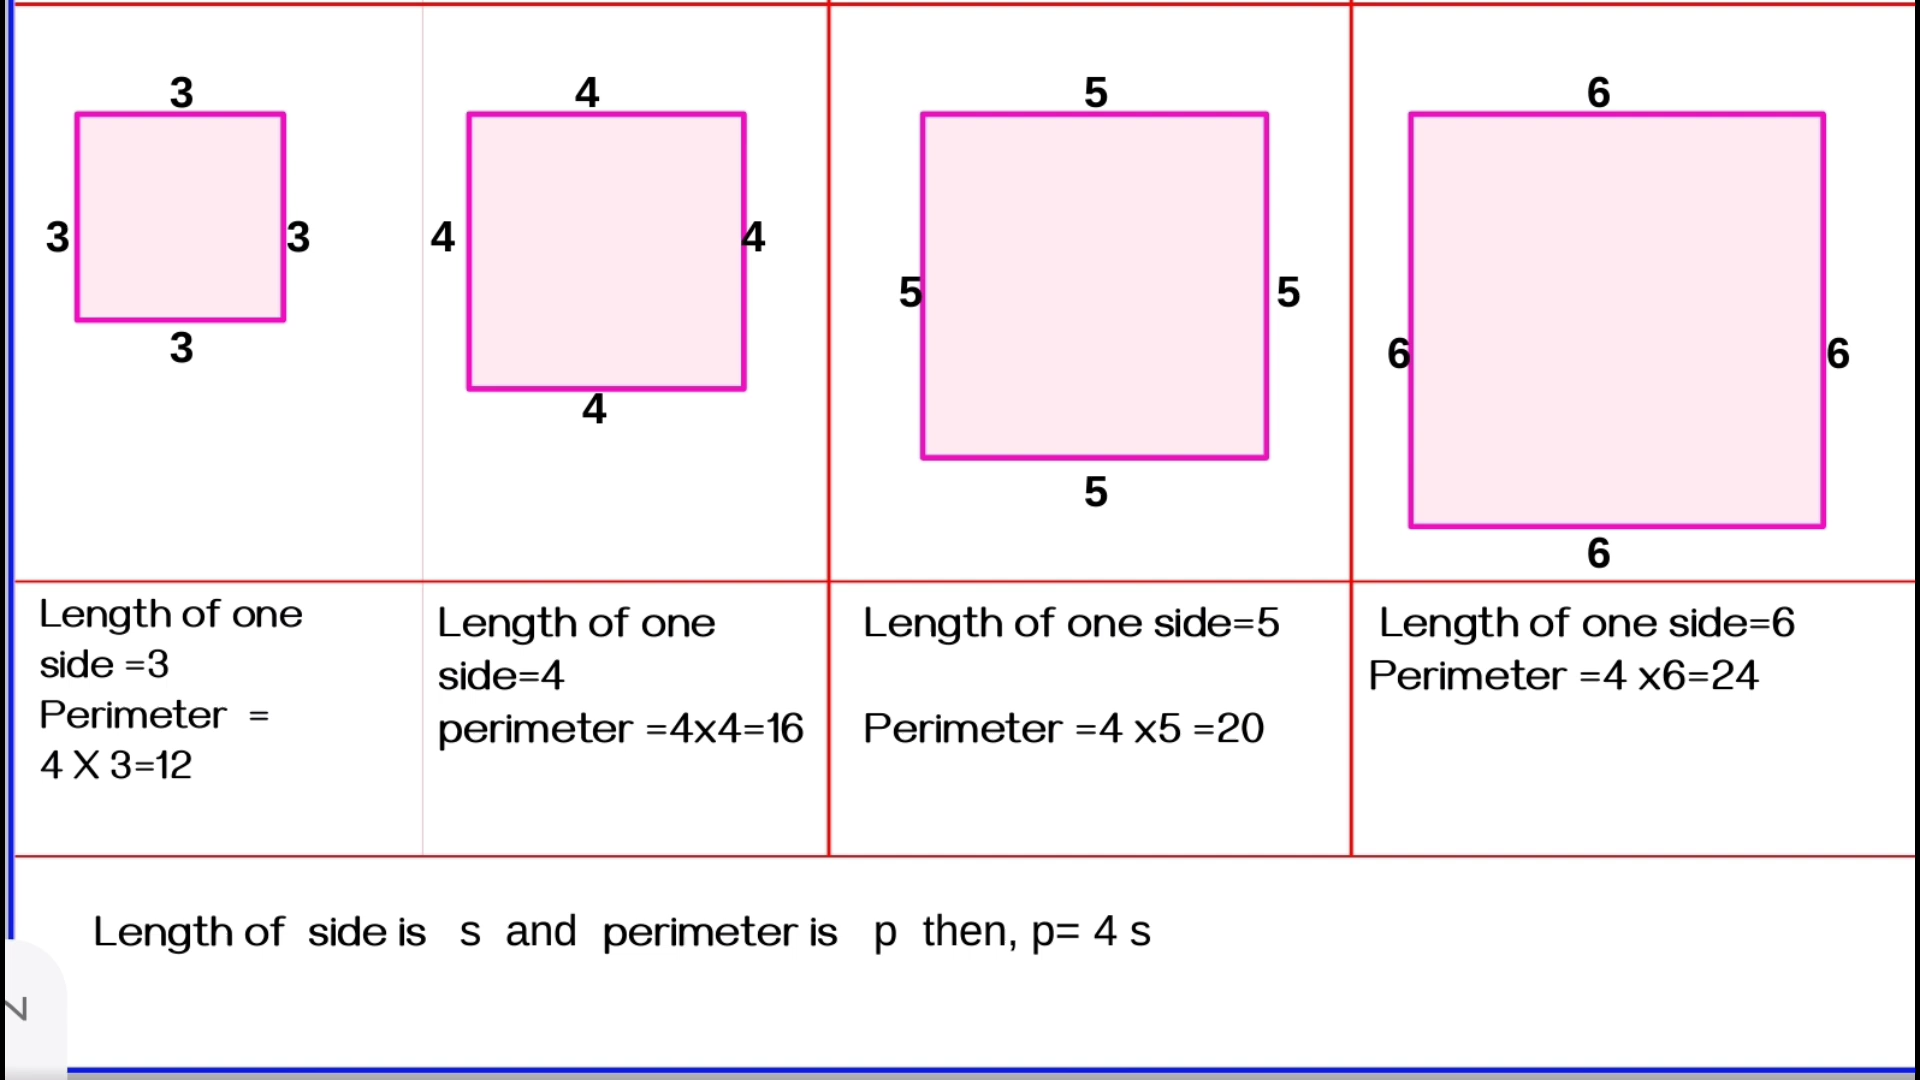 3
4
5
6
3
3
4
4
5
5
6
6
3
4
5
6
Length of one
side =3
Perimeter =
4 X 3=12
Length of one
side=4
perimeter =4x4=16
Length of one side=5
Perimeter =4 x5 =20
Length of one side=6
Perimeter =4 x6=24
Length of side is s and perimeter is p then, p= 4 s